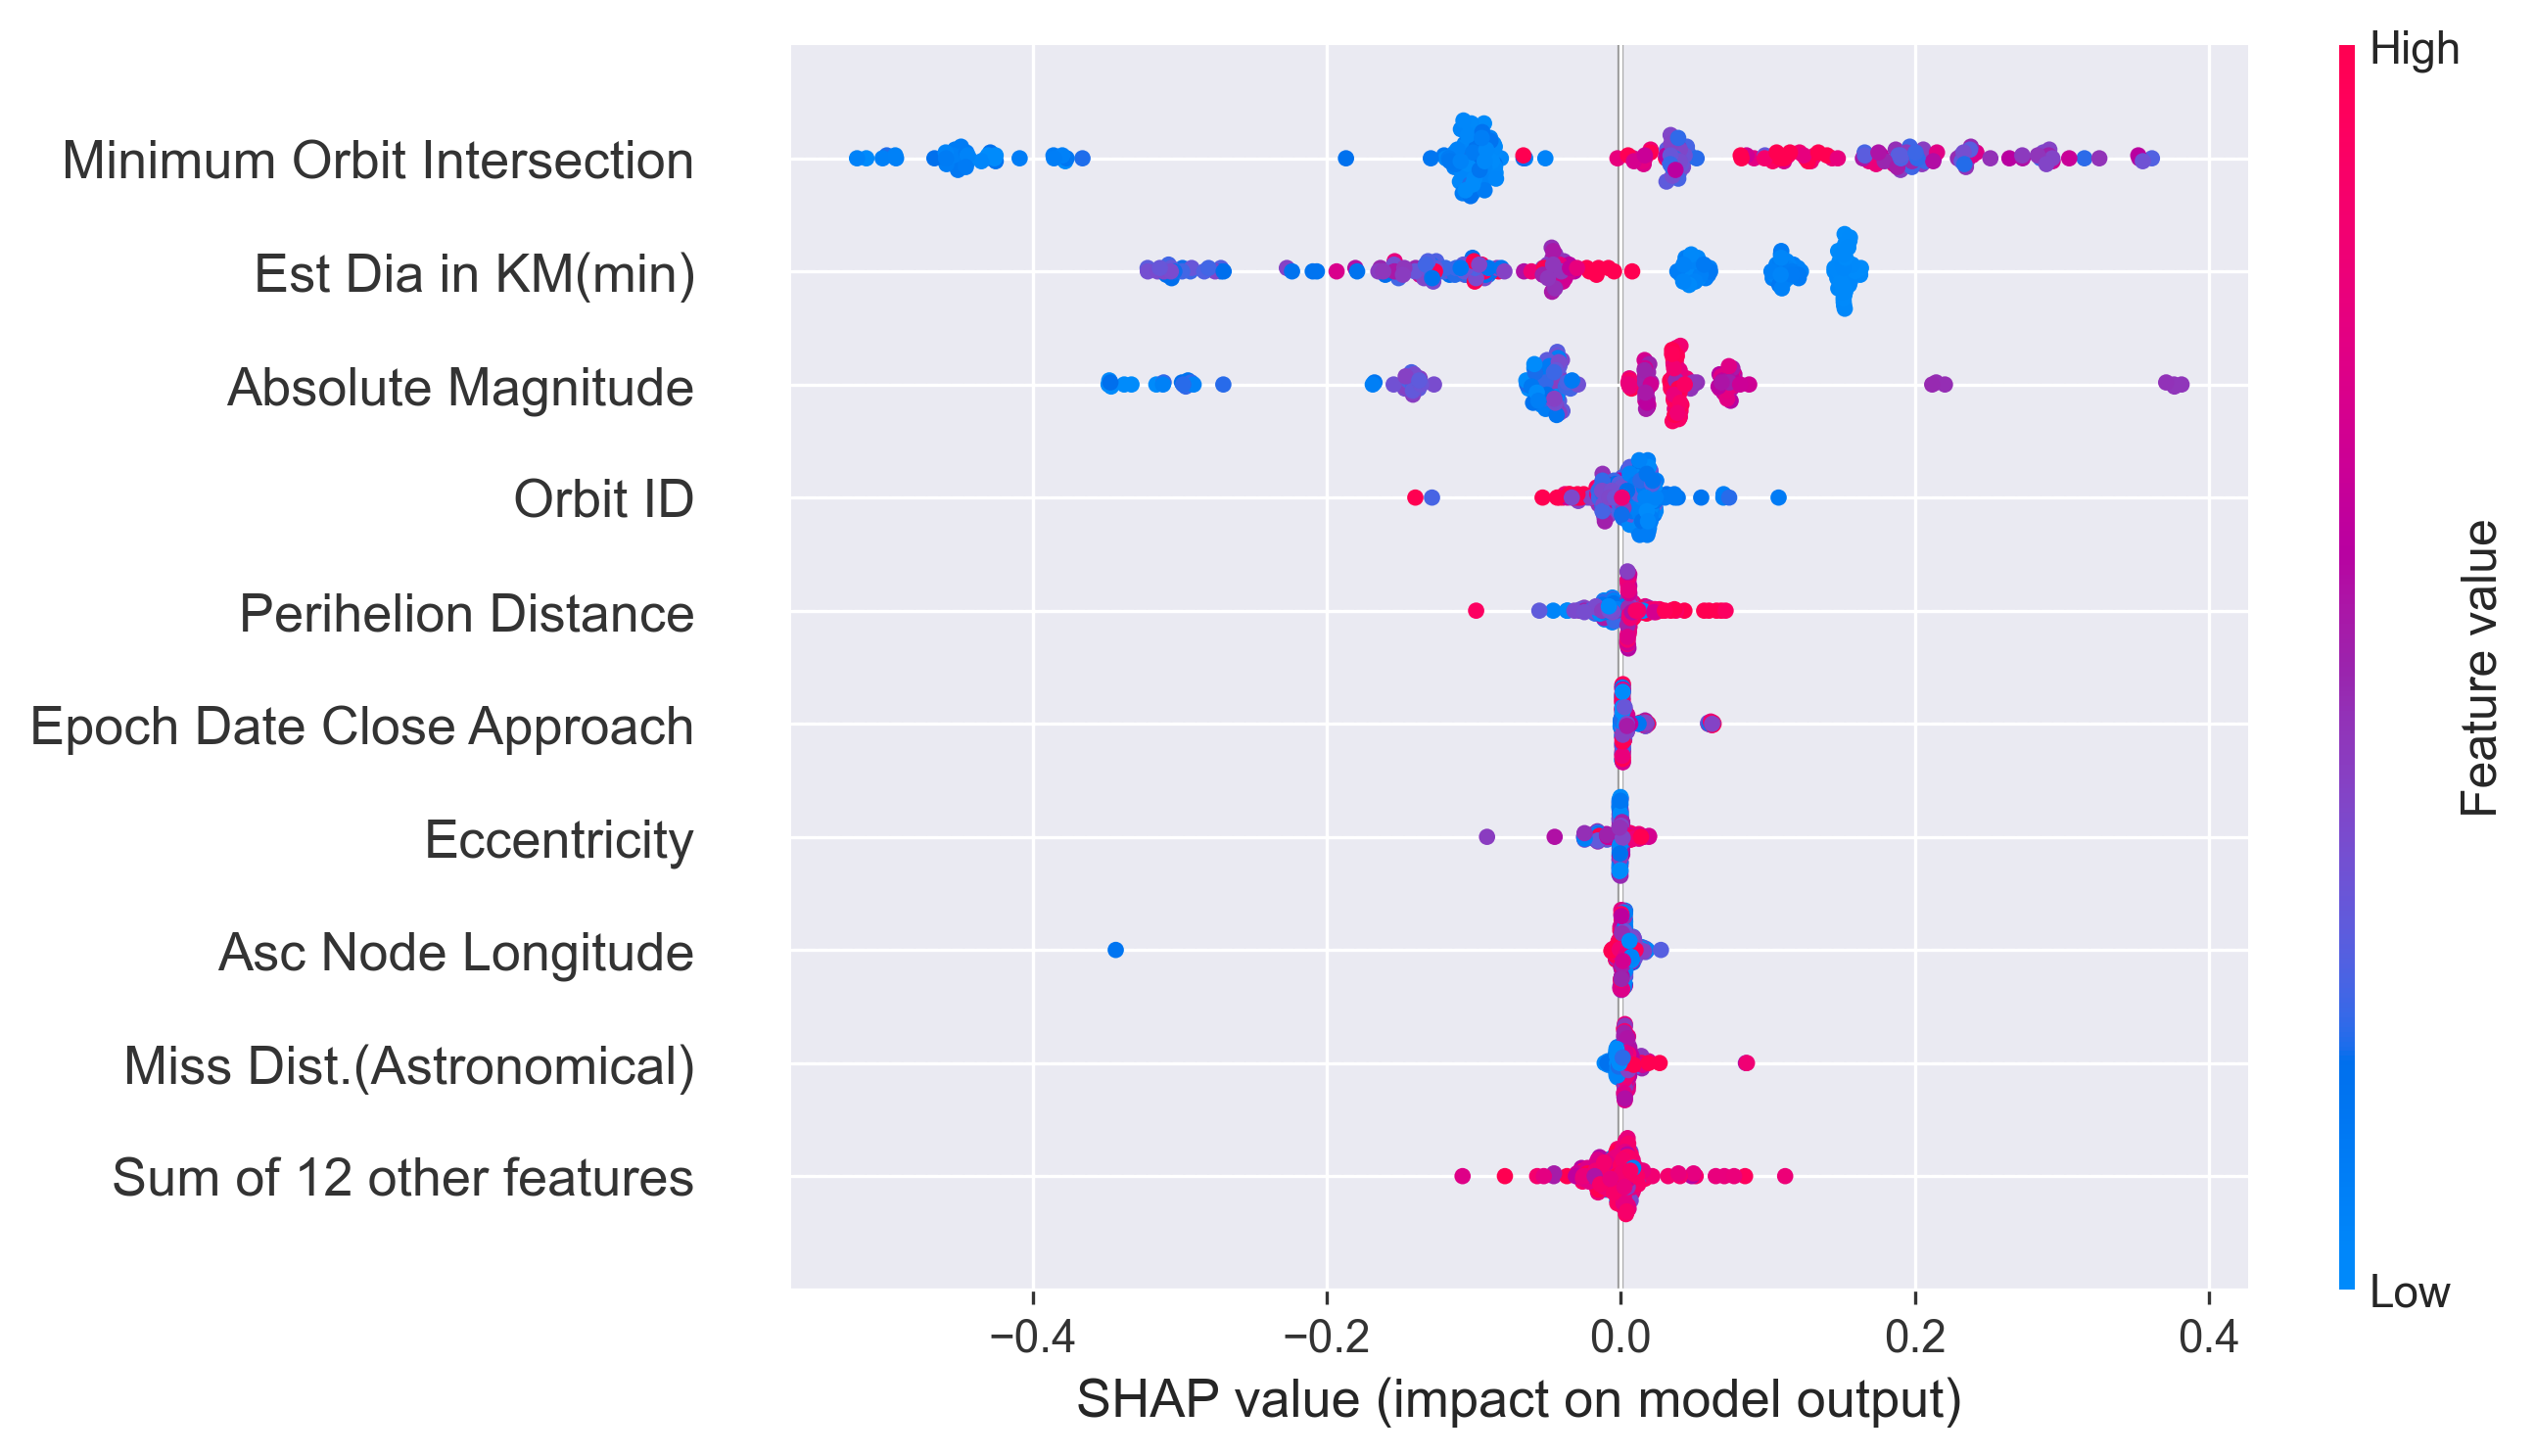 High
Minimum Orbit Intersection
Est Dia in KM(min)
Absolute Magnitude
Orbit ID
Perihelion Distance
Epoch Date Close Approach
Eccentricity
Asc Node Longitude
Miss Dist.(Astronomical)
Sum of 12 other features
Feature value
Low
−0.4 −0.2 0.0 0.2 0.4
SHAP value (impact on model output)